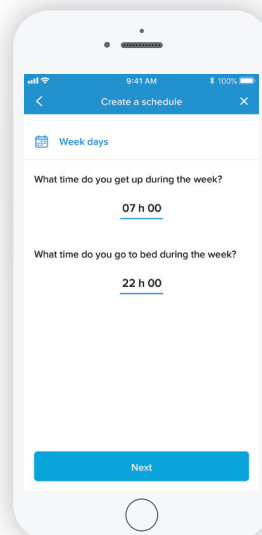 9:41 AM
100%
Create a schedule
Week days
What time do you get up during the week?
07 h 00
What time do you go to bed during the week?
22 h 00
Next